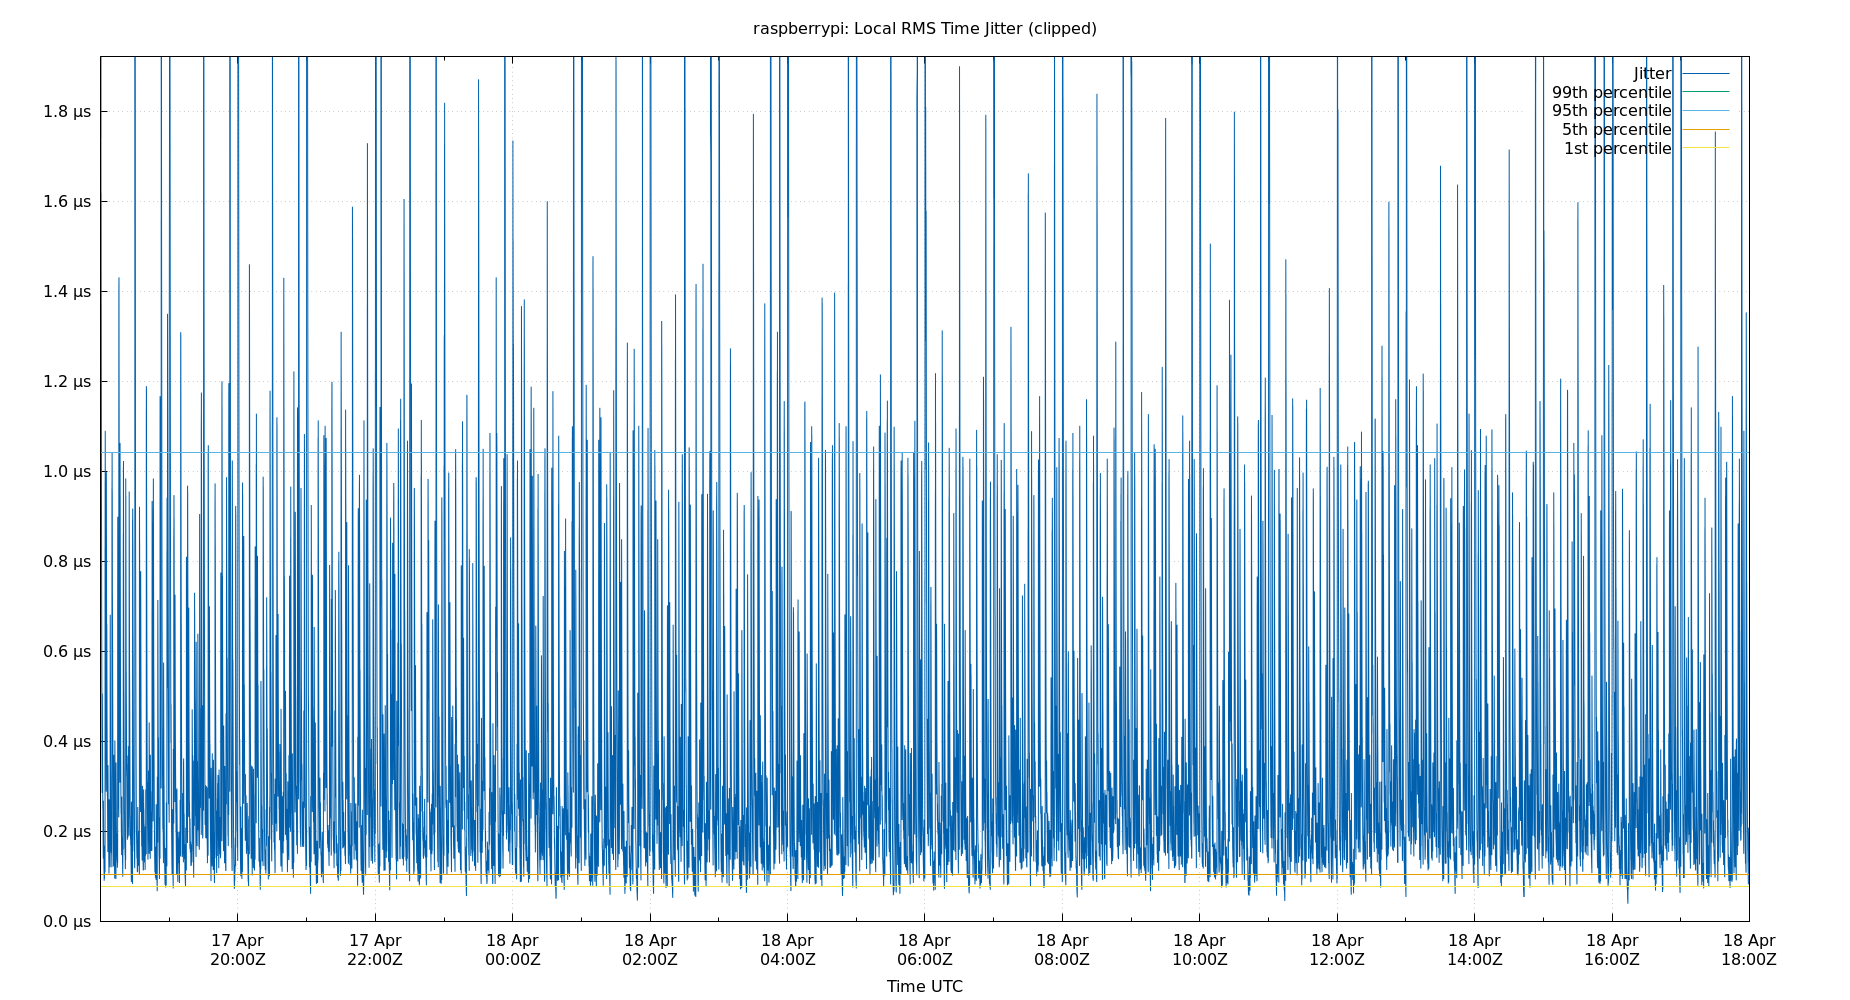 raspberrypi: Local RMS Time Jitter (clipped)
Jitter
99th percentile
95th percentile
5th percentile
1st percentile
1.8 µs
1.6 µs
1.4 µs
1.2 µs
1.0 µs
0.8 µs
0.6 µs
0.4 µs
0.2 µs
0.0 µs
17 Apr 17 Apr 18 Apr 18 Apr 18 Apr 18 Apr 18 Apr 18 Apr 18 Apr 18 Apr 18 Apr 18 Apr
20:00Z 22:00Z 00:00Z 02:00Z 04:00Z 06:00Z 08:00Z 10:00Z 12:00Z 14:00Z 16:00Z 18:00Z
Time UTC